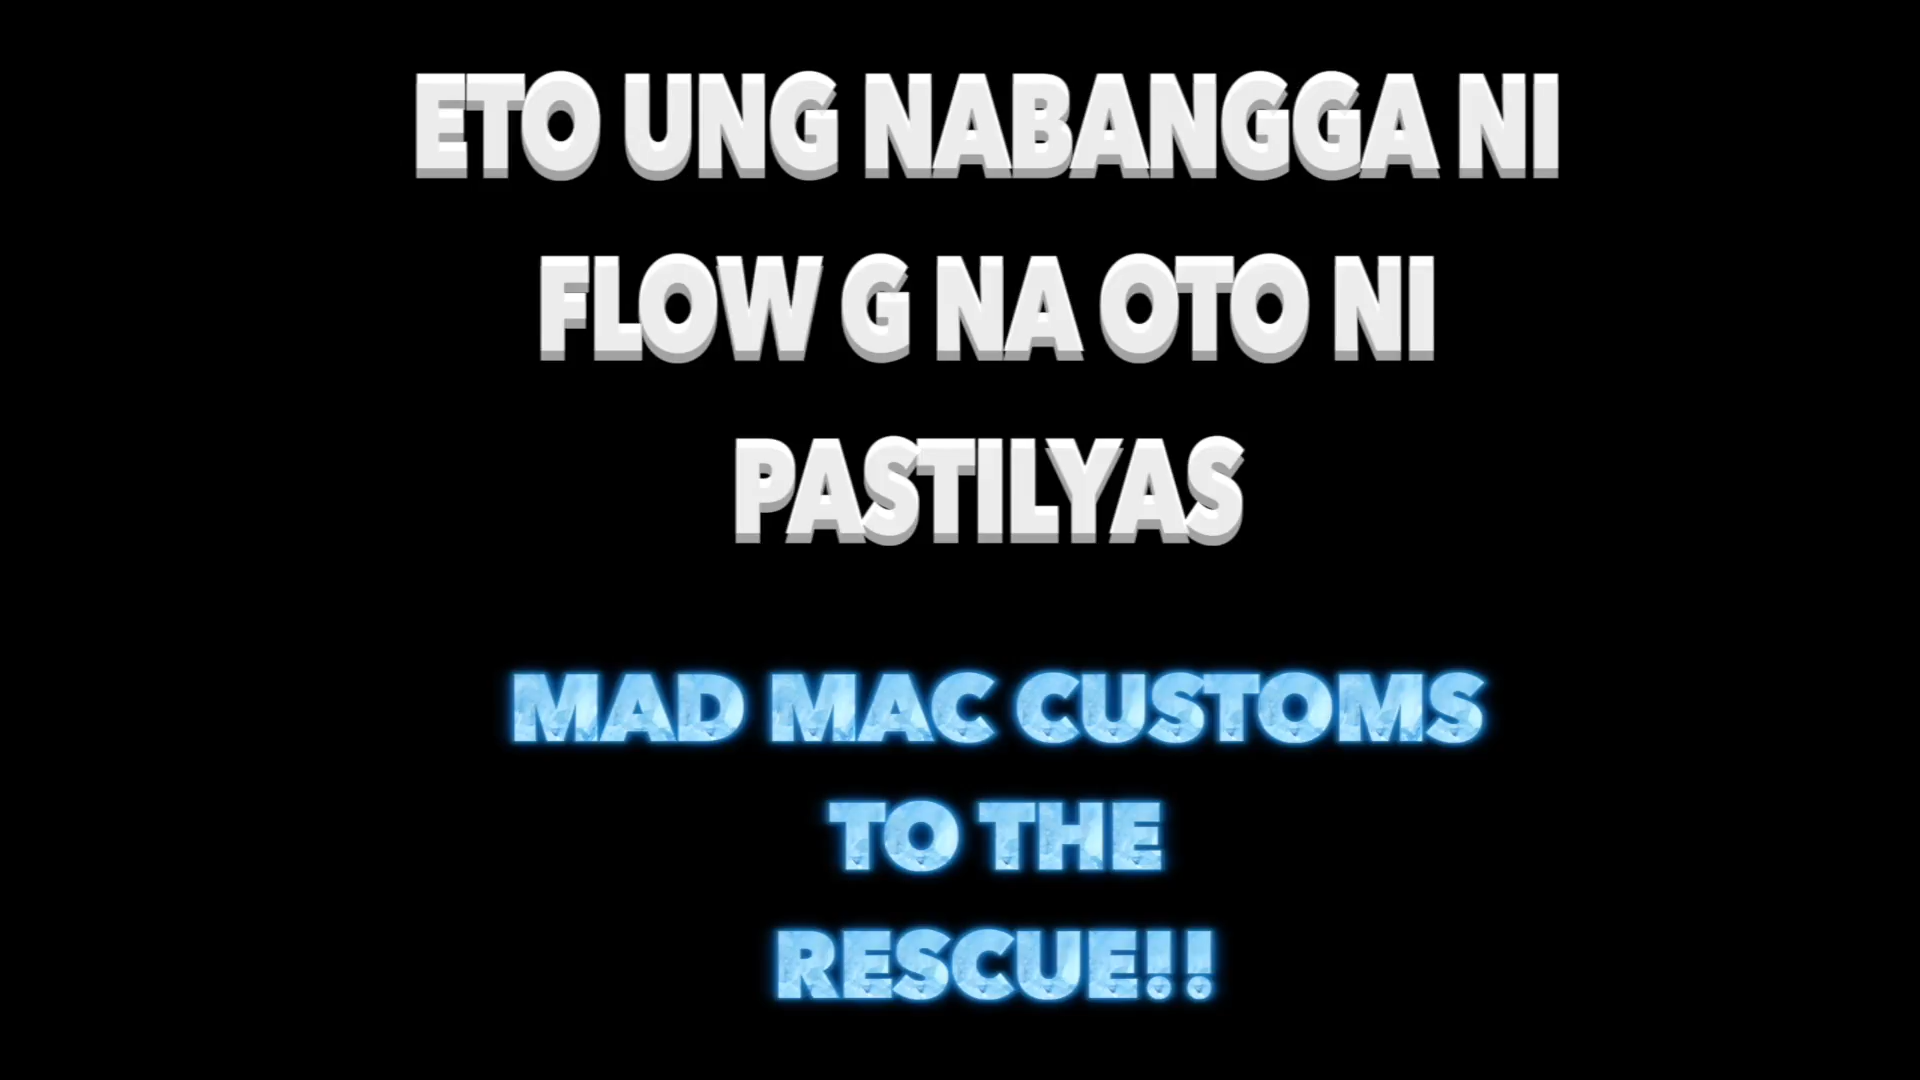 ETO UNG NABANGGA NI
FLOW G NA OTO NI
PASTILYAS
MAD MAC CUSTOMS
TO THE
RESCUE!!